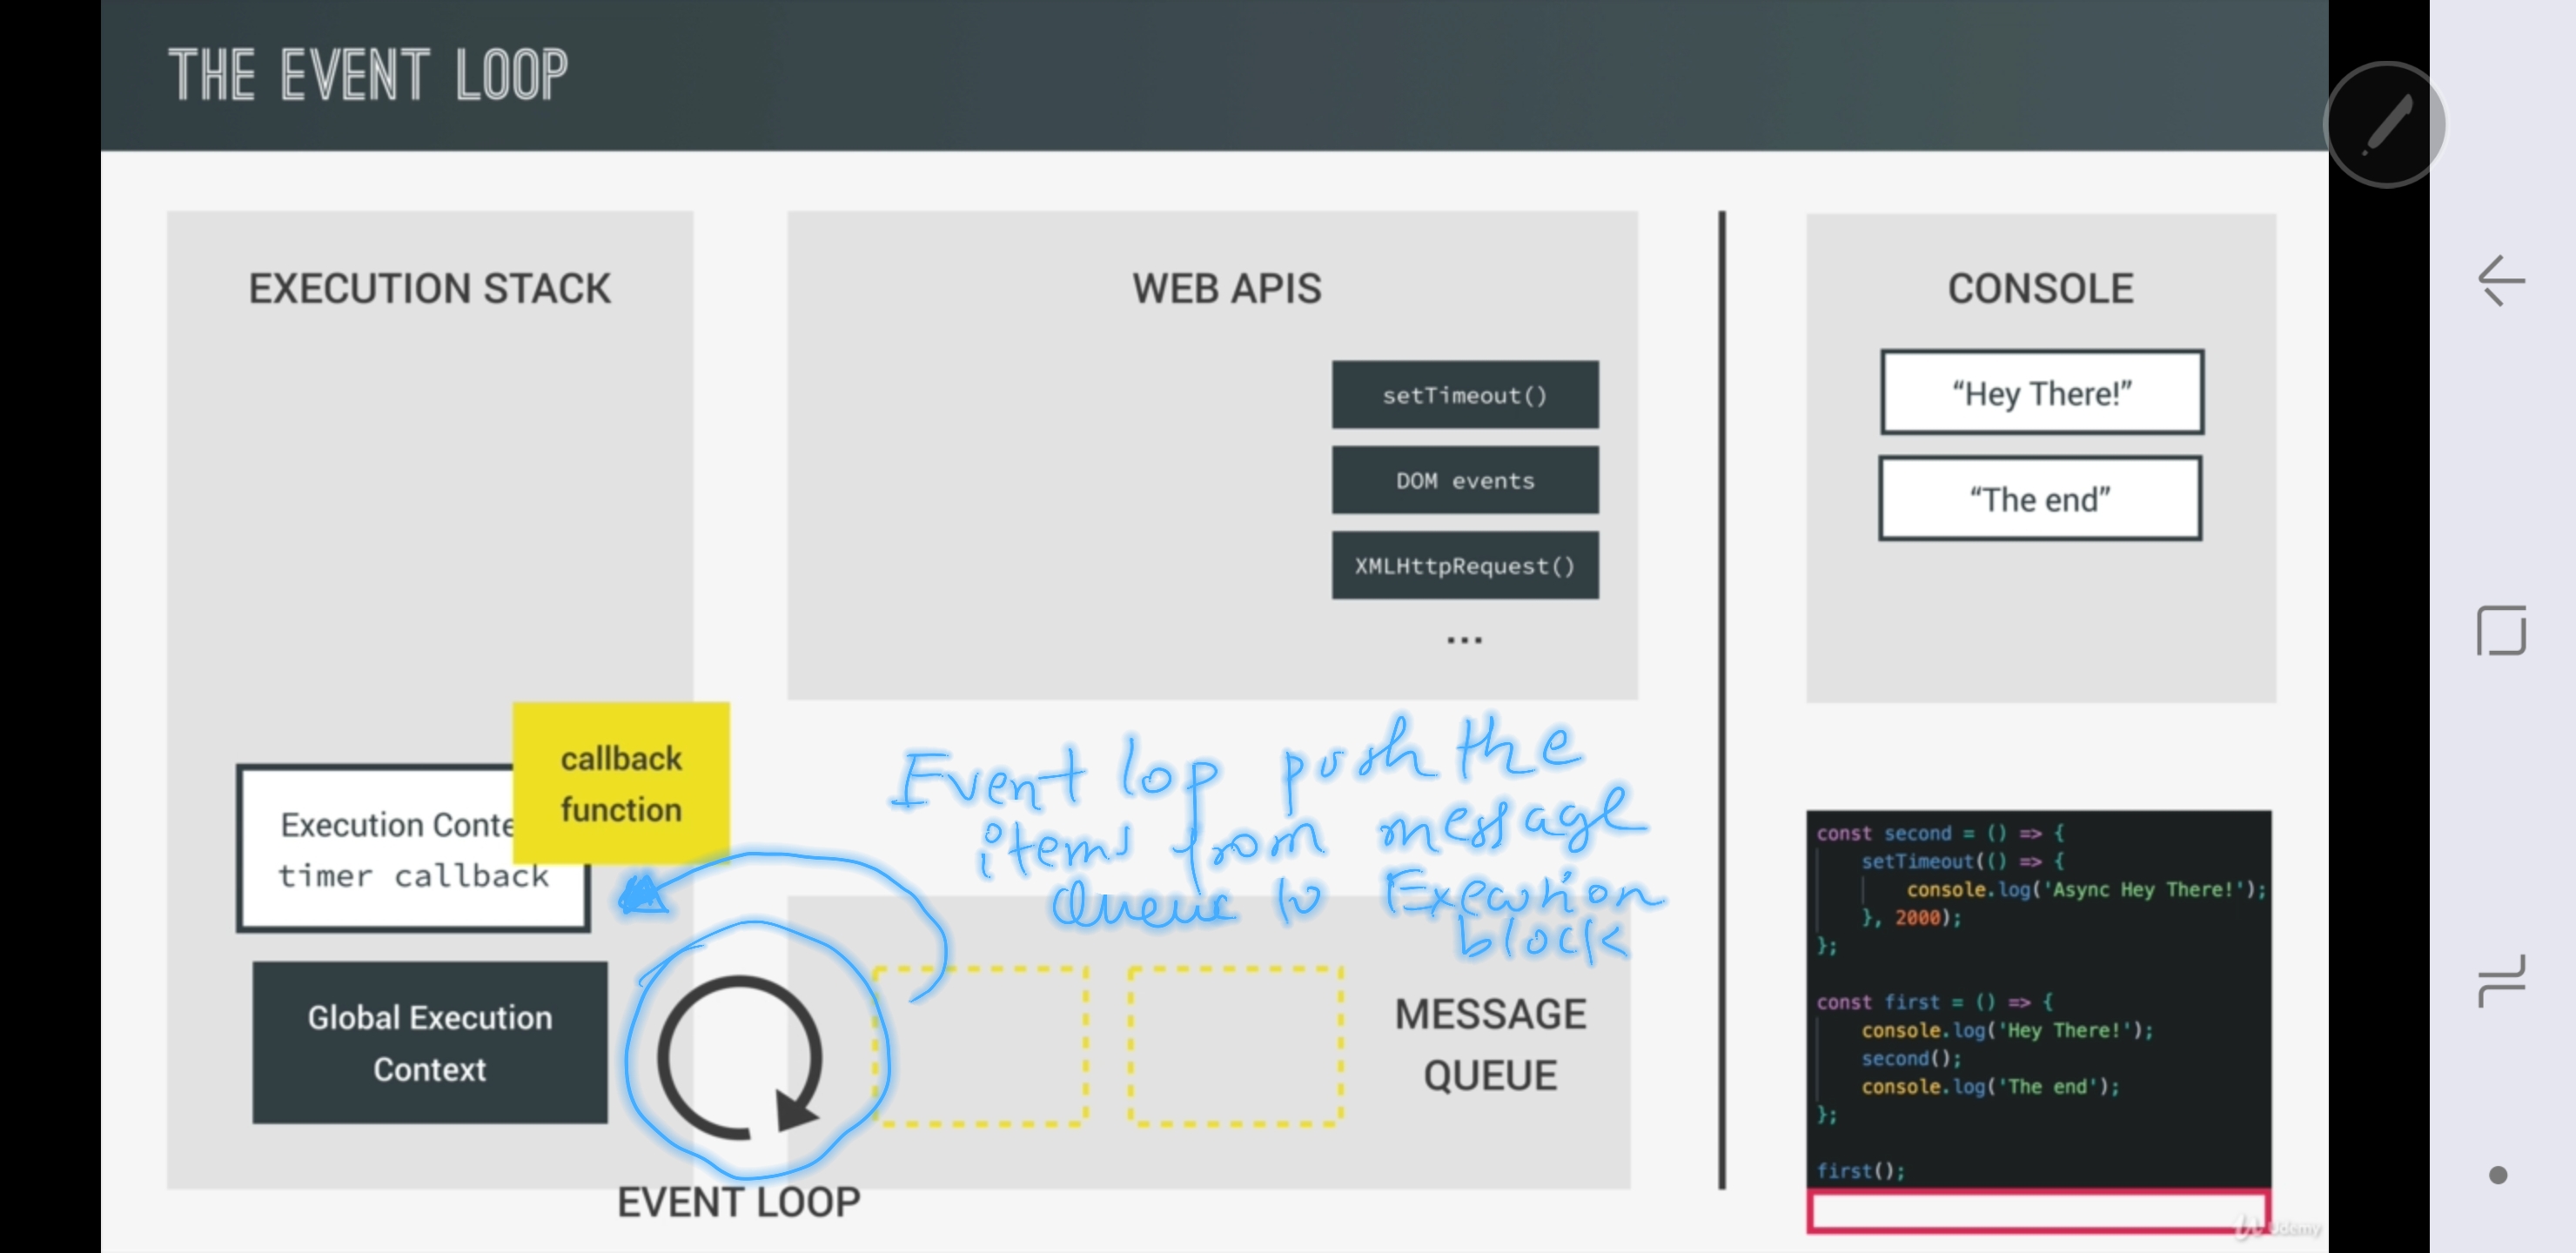 THE EVENT LOOP
EXECUTION STACK
callback
function
Execution Conte
timer callback
Global Execution
Context
WEB APIS
setTimeout()
DOM events
XMLHttpRequest()
...
Event lop push the
items from message
Queue to Execution
block
MESSAGE
QUEUE
EVENT LOOP
CONSOLE
“Hey There!”
“The end”
const second = () => {
setTimeout(() => {
console.log('Async Hey There!');
}, 2000);
};
const first = () => {
console.log('Hey There!');
second();
console.log('The end');
};
first();
Udemy